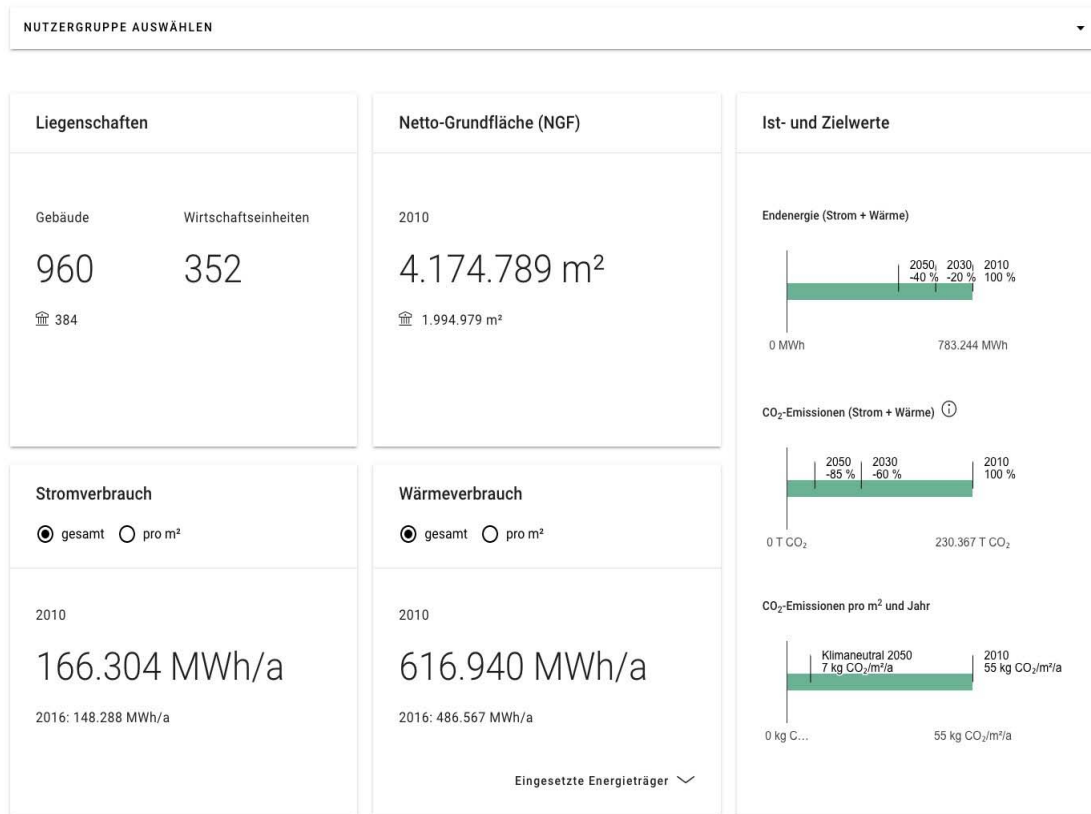 NUTZERGRUPPE AUSWÄHLEN
Liegenschaften
Gebäude
Wirtschaftseinheiten
960
352
384
Netto-Grundfläche (NGF)
2010
4.174.789 m²
1.994.979 m²
Ist- und Zielwerte
Endenergie (Strom + Wärme)
2050
-40 %
2030
-20 %
2010
100 %
0 MWh
783.244 MWh
CO₂-Emissionen (Strom + Wärme)
2050
-85 %
2030
-60 %
2010
100 %
0 T CO₂
230.367 T CO₂
CO₂-Emissionen pro m² und Jahr
Klimaneutral 2050
7 kg CO₂/m²/a
2010
55 kg CO₂/m²/a
0 kg C...
55 kg CO₂/m²/a
Stromverbrauch
gesamt
pro m²
2010
166.304 MWh/a
2016: 148.288 MWh/a
Wärmeverbrauch
gesamt
pro m²
2010
616.940 MWh/a
2016: 486.567 MWh/a
Eingesetzte Energieträger